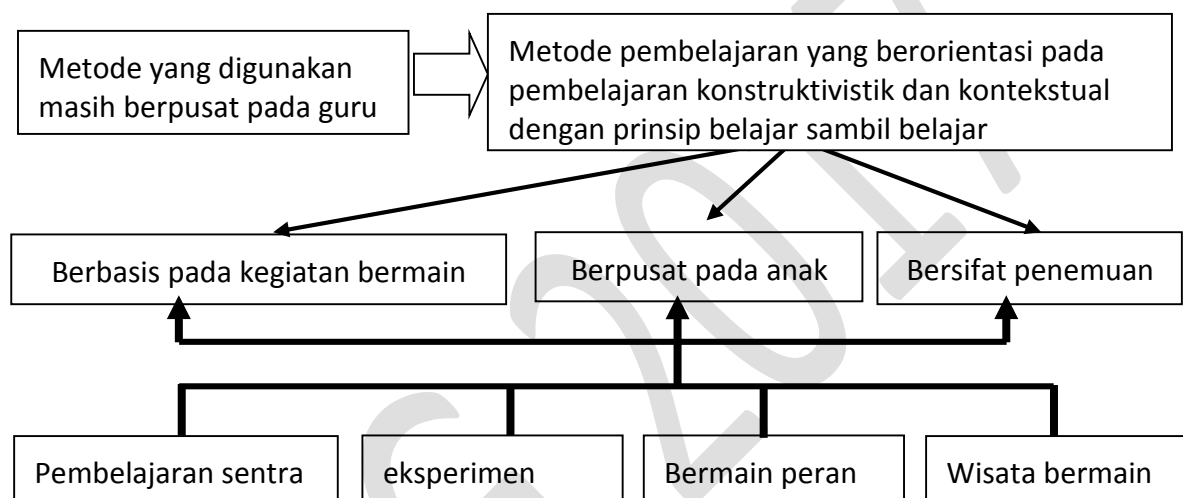 Metode yang digunakan
masih berpusat pada guru
Metode pembelajaran yang berorientasi pada
pembelajaran konstruktivistik dan kontekstual
dengan prinsip belajar sambil belajar
Berbasis pada kegiatan bermain
Berpusat pada anak
Bersifat penemuan
Pembelajaran sentra
eksperimen
Bermain peran
Wisata bermain